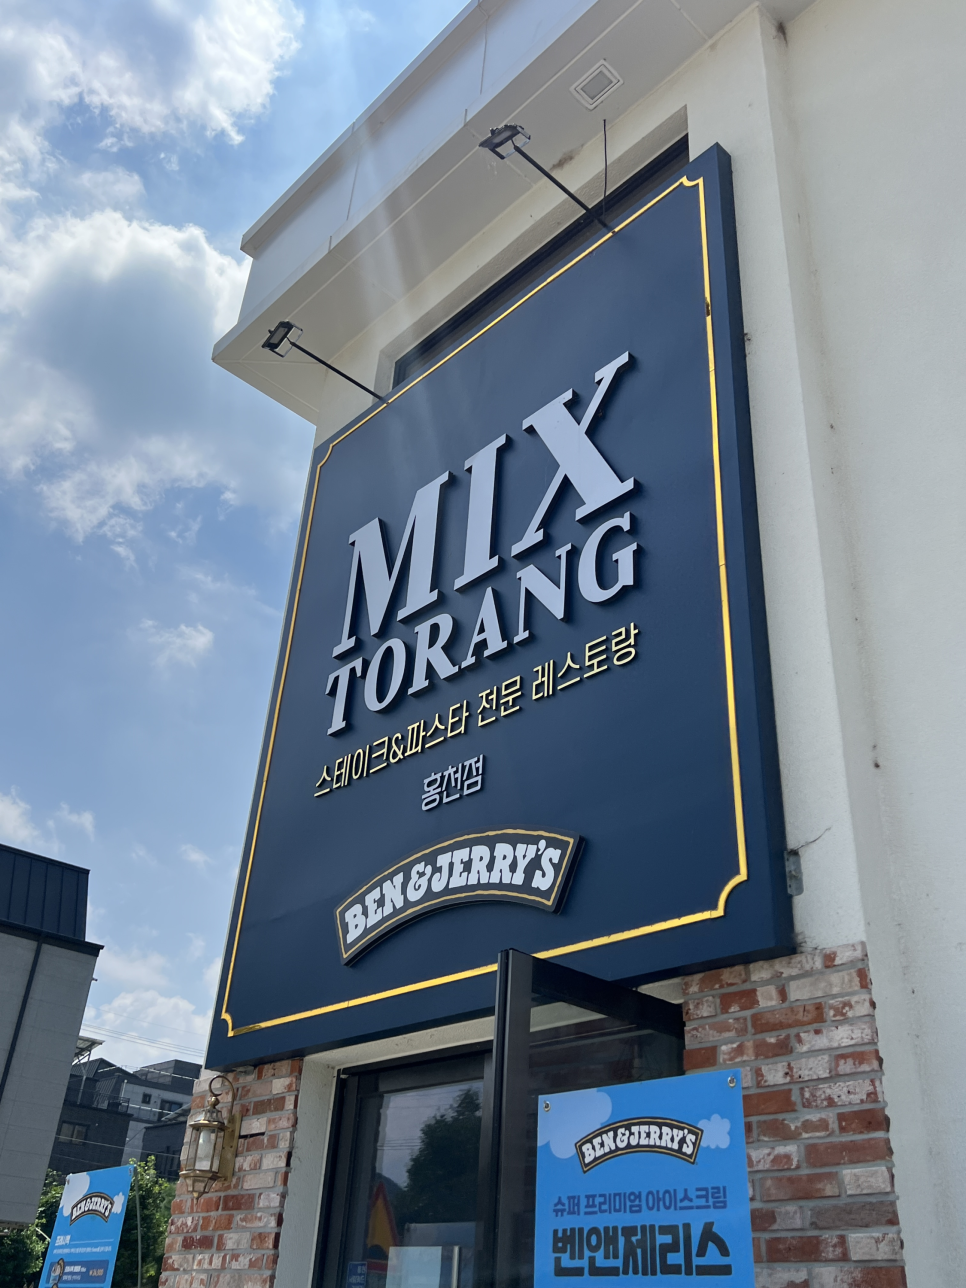 MIX
TORANG
스테이크&파스타 전문 레스토랑
홍천점
BEN & JERRY'S
BEN & JERRY'S
슈퍼 프리미엄 아이스크림
벤앤제리스
BEN & JERRY'S